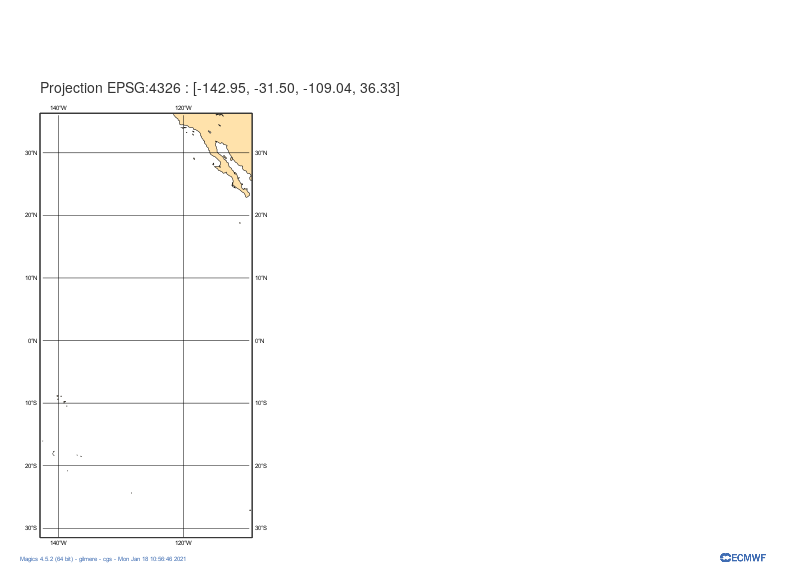 Projection EPSG:4326 : [-142.95, -31.50, -109.04, 36.33]
140°W 120°W
30°N 30°N
20°N 20°N
10°N 10°N
0°N 0°N
10°S 10°S
20°S 20°S
30°S 30°S
140°W 120°W
Magics 4.5.2 (64 bit) - gilmere - cgs - Mon Jan 18 10:56:46 2021
ECMWF